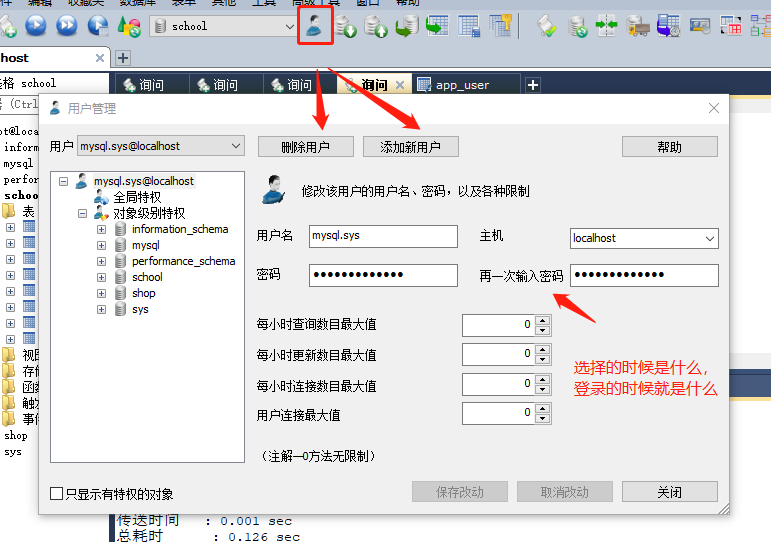 编辑 收藏夹 数据库 表单 其他 工具 高级工具 窗口 帮助
school
host
school
询问 询问 询问 询问 app_user
(Ctrl
用户管理
用户 mysql.sys@localhost
删除用户 添加新用户 帮助
mysql.sys@localhost
全局特权
对象级别特权
information_schema
mysql
performance_schema
school
shop
sys
修改该用户的用户名、密码，以及各种限制
用户名 mysql.sys 主机 localhost
密码 ●●●●●●●●●●●●● 再一次输入密码 ●●●●●●●●●●●●●
每小时查询数目最大值 0
每小时更新数目最大值 0
每小时连接数目最大值 0
用户连接最大值 0
选择的时候是什么，
登录的时候就是什么
（注解—0方法无限制）
只显示有特权的对象
保存改动 取消改动 关闭
ot@loca
inform
mysql
perfor
schoo
表
视图
存储
函数
触发
事件
shop
sys
传送时间 : 0.001 sec
总耗时 : 0.126 sec